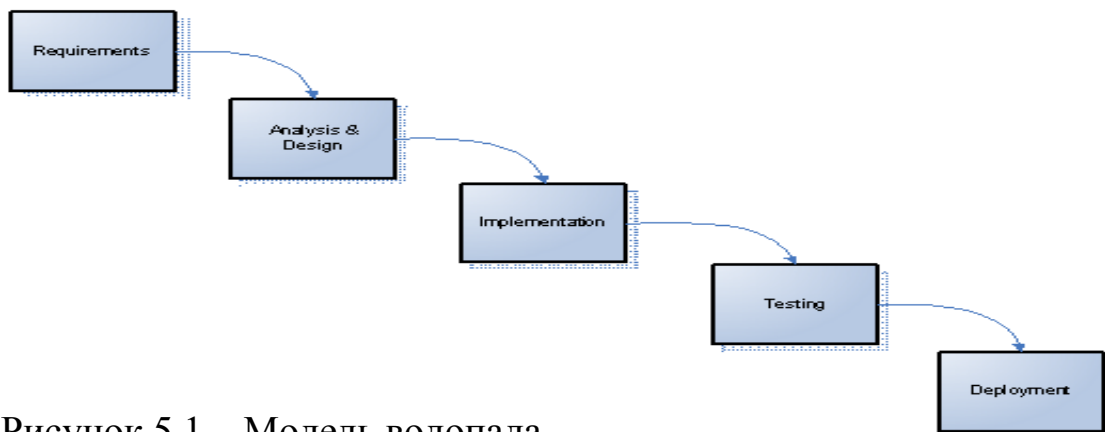 Requirements
Analysis &
Design
Implementation
Testing
Deployment
Рисунок 5.1 – Модель водопада